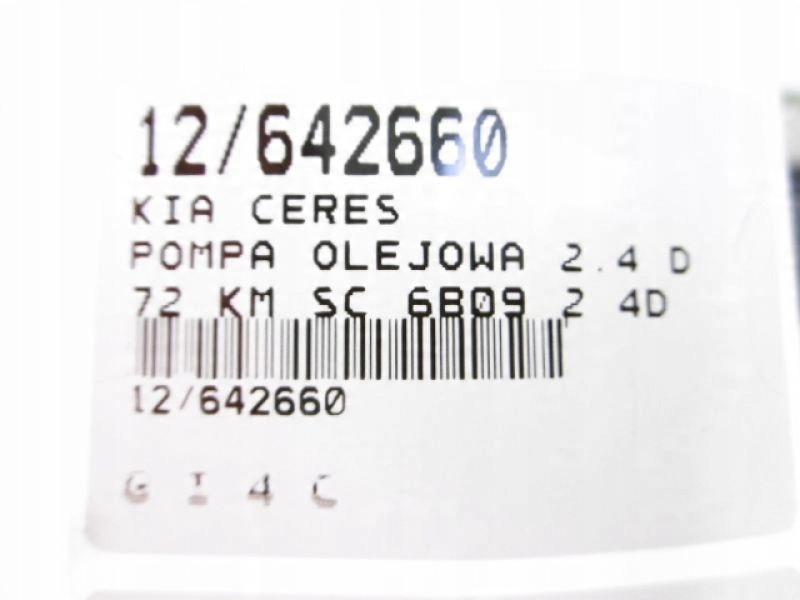 12/642660
KIA CERES
POMPA OLEJOWA 2.4 D
72 KM SC 6B09 2 4D
12/642660
G I 4 C